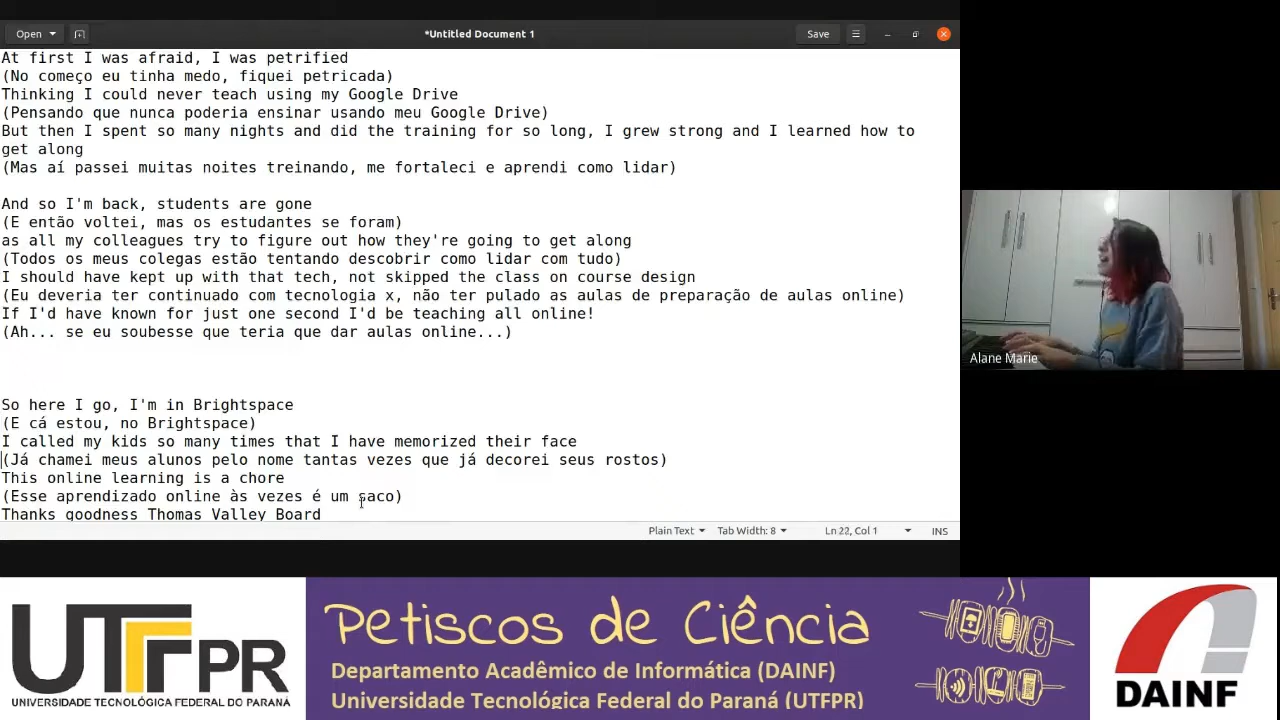 Open
*Untitled Document 1
Save
At first I was afraid, I was petrified
(No começo eu tinha medo, fiquei petricada)
Thinking I could never teach using my Google Drive
(Pensando que nunca poderia ensinar usando meu Google Drive)
But then I spent so many nights and did the training for so long, I grew strong and I learned how to
get along
(Mas aí passei muitas noites treinando, me fortaleci e aprendi como lidar)
And so I'm back, students are gone
(E então voltei, mas os estudantes se foram)
as all my colleagues try to figure out how they're going to get along
(Todos os meus colegas estão tentando descobrir como lidar com tudo)
I should have kept up with that tech, not skipped the class on course design
(Eu deveria ter continuado com tecnologia x, não ter pulado as aulas de preparação de aulas online)
If I'd have known for just one second I'd be teaching all online!
(Ah... se eu soubesse que teria que dar aulas online...)
So here I go, I'm in Brightspace
(E cá estou, no Brightspace)
I called my kids so many times that I have memorized their face
(Já chamei meus alunos pelo nome tantas vezes que já decorei seus rostos)
This online learning is a chore
(Esse aprendizado online às vezes é um saco)
Thanks goodness Thomas Valley Board
Plain Text
Tab Width: 8
Ln 22, Col 1
INS
Alane Marie
UTFPR
UNIVERSIDADE TECNOLÓGICA FEDERAL DO PARANÁ
Petiscos de Ciência
Departamento Acadêmico de Informática (DAINF)
Universidade Tecnológica Federal do Paraná (UTFPR)
DAINF